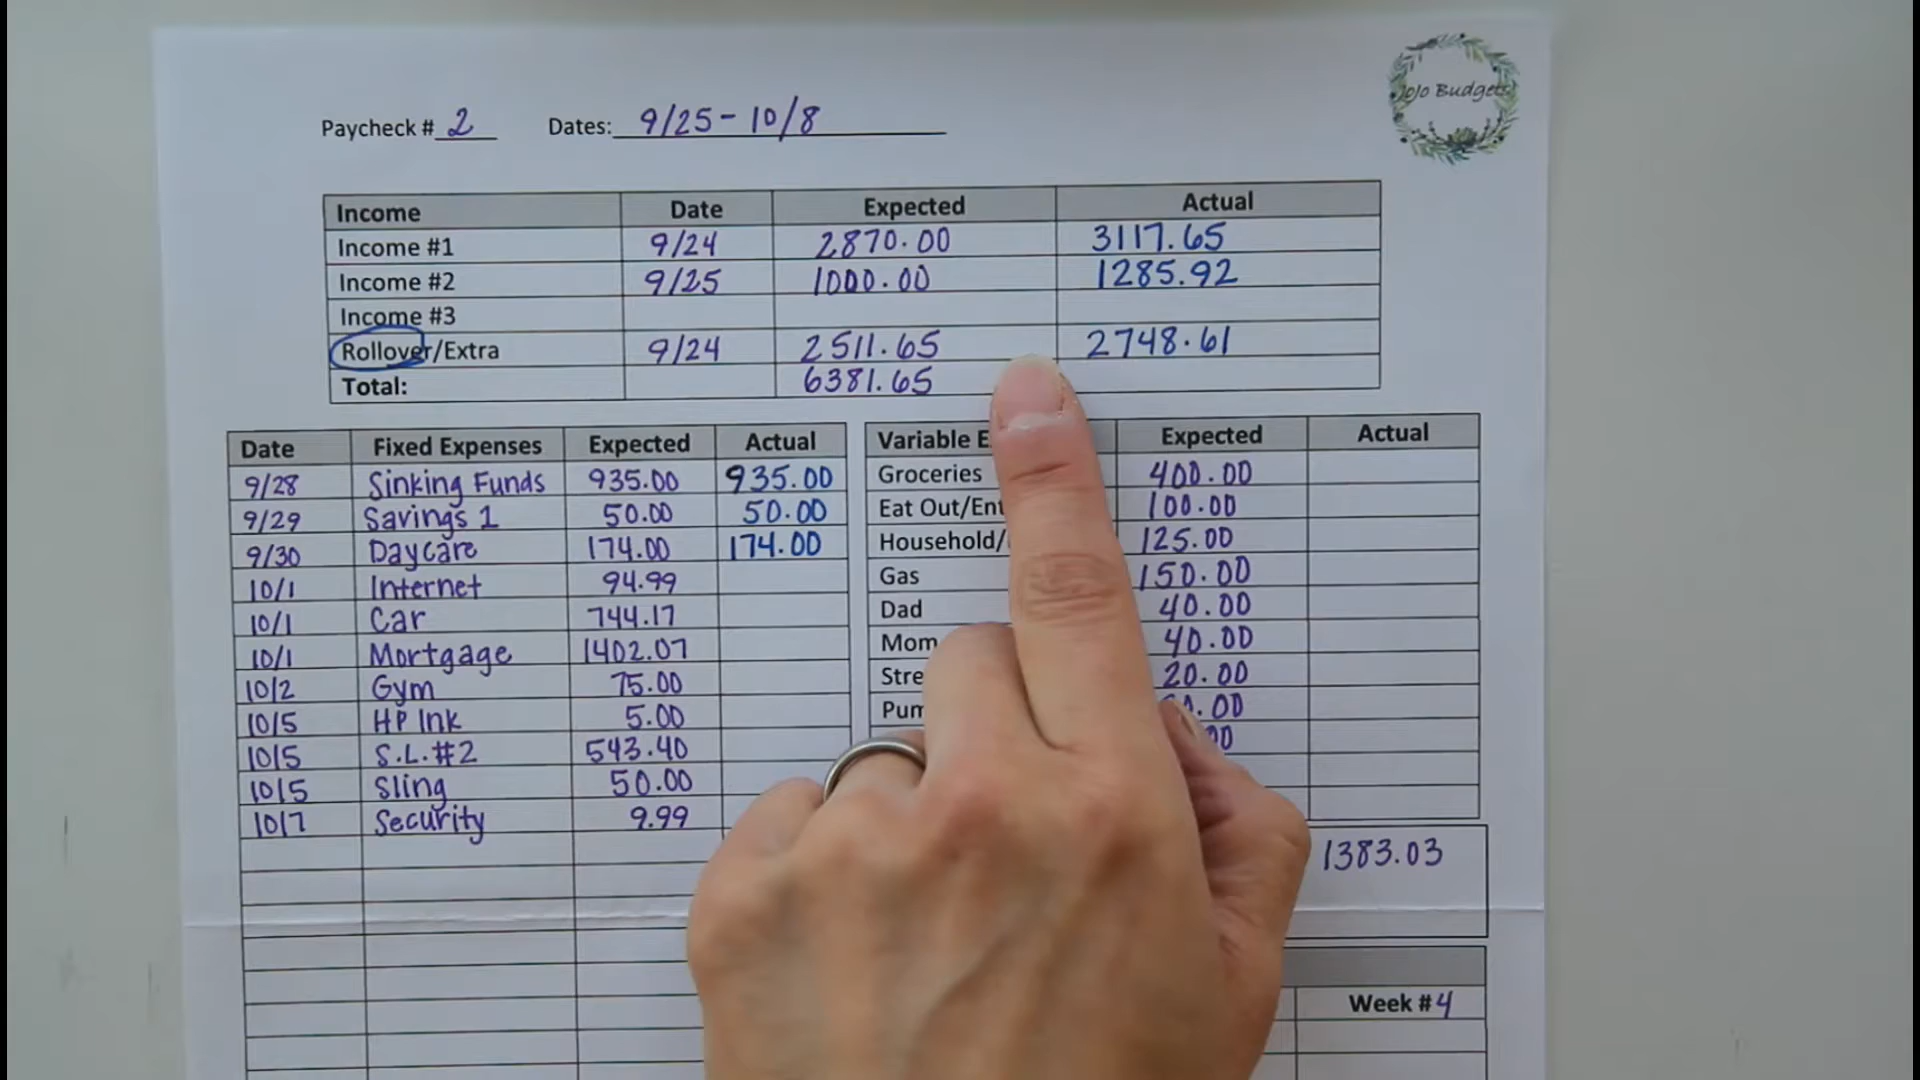 JoJo Budgets
Paycheck # 2 Dates: 9/25 - 10/8
Income Date Expected Actual
Income #1 9/24 2870.00 3117.65
Income #2 9/25 1000.00 1285.92
Income #3
Rollover/Extra 9/24 2511.65 2748.61
Total: 6381.65
Date Fixed Expenses Expected Actual
9/28 Sinking Funds 935.00 935.00
9/29 Savings 1 50.00 50.00
9/30 Daycare 174.00 174.00
10/1 Internet 94.99
10/1 Car 744.17
10/1 Mortgage 1402.07
10/2 Gym 75.00
10/5 HP Ink 5.00
10/5 S.L.#2 543.40
10/5 Sling 50.00
10/7 Security 9.99
Variable E Expected Actual
Groceries 400.00
Eat Out/Ent 100.00
Household/ 125.00
Gas 150.00
Dad 40.00
Mom 40.00
Stre 20.00
Pum .00
00
1383.03
Week #4